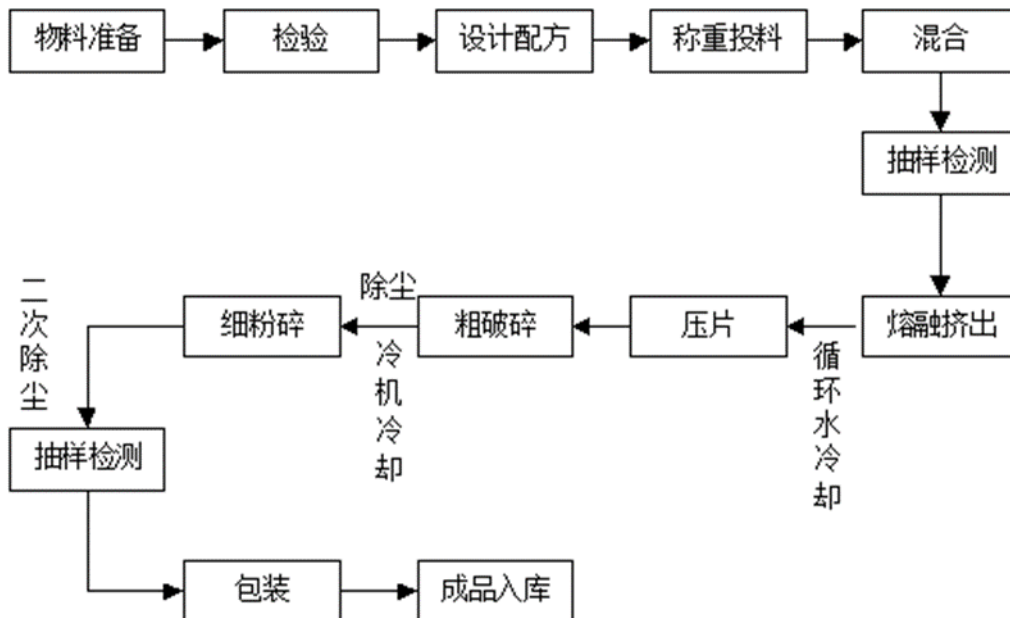 物料准备
检验
设计配方
称重投料
混合
抽样检测
熔融挤出
循环水冷却
压片
粗破碎
除尘
冷机冷却
细粉碎
二次除尘
抽样检测
包装
成品入库